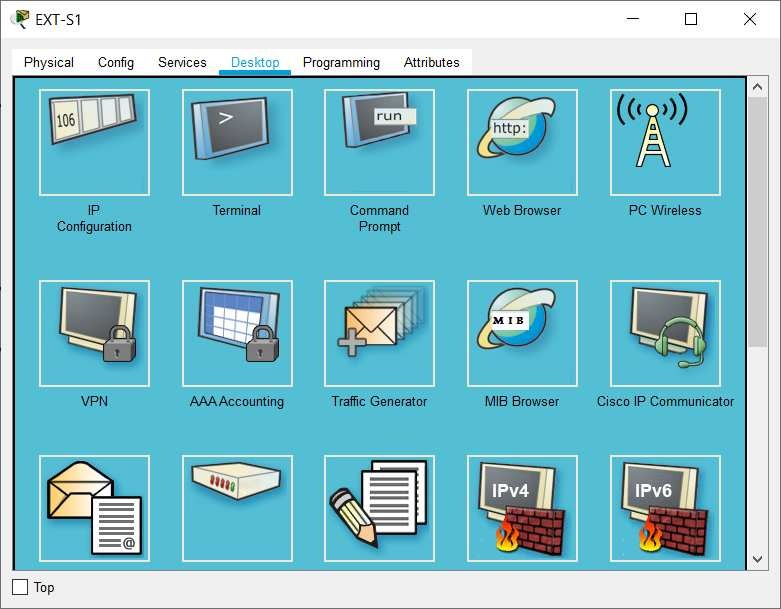 EXT-S1
Physical Config Services Desktop Programming Attributes
106
>
run
http:
IP
Configuration
Terminal
Command
Prompt
Web Browser
PC Wireless
MIB
VPN
AAA Accounting
Traffic Generator
MIB Browser
Cisco IP Communicator
@
IPv4
IPv6
Top